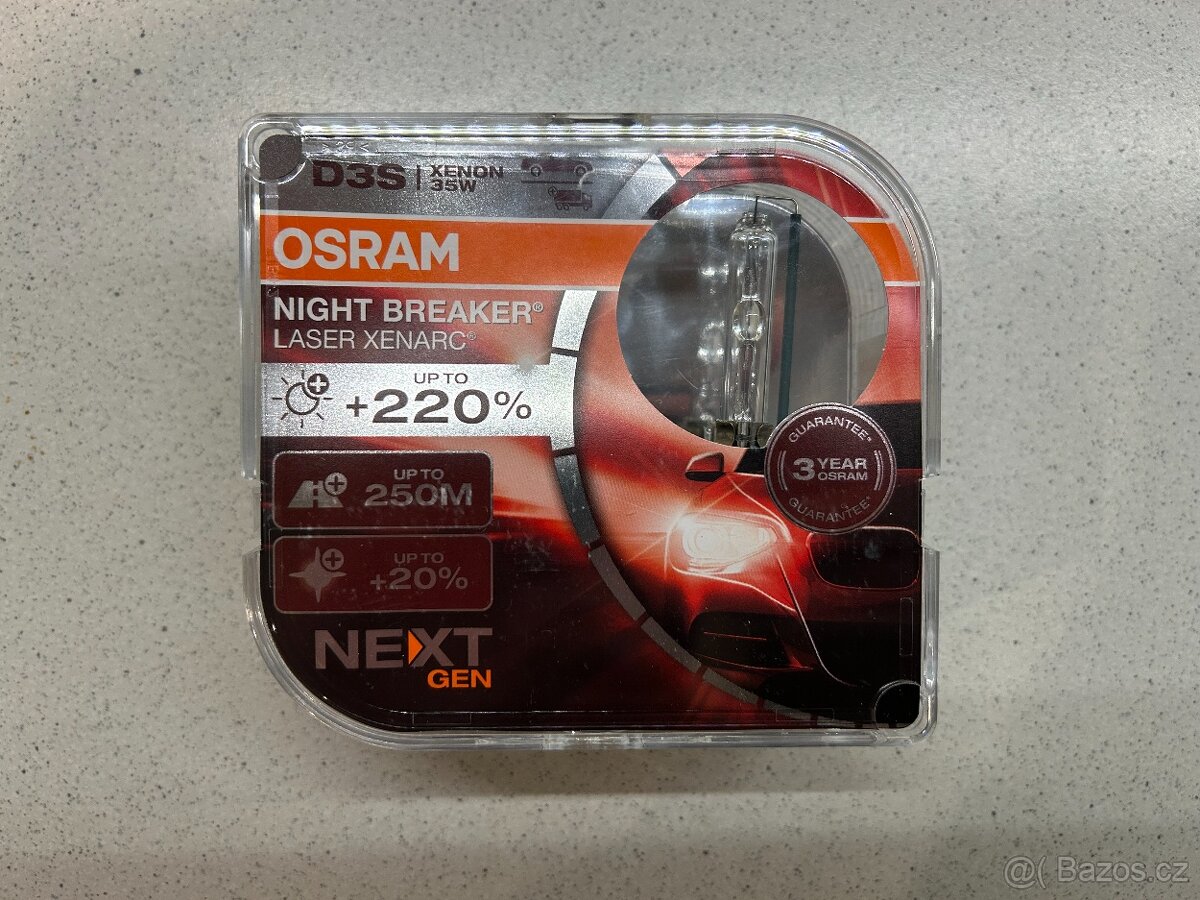 D3S | XENON
35W
OSRAM
NIGHT BREAKER®
LASER XENARC®
UP TO
+220%
UP TO
250M
UP TO
+20%
NEXT
GEN
GUARANTEE*
3 YEAR
OSRAM
GUARANTEE*
Bazos.cz